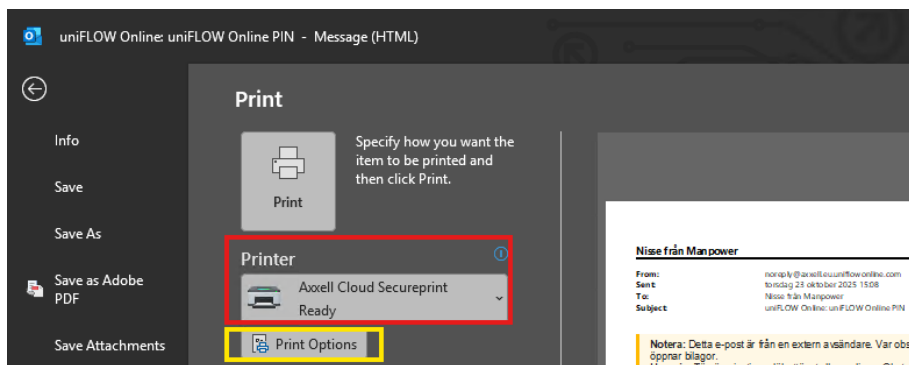 uniFLOW Online: uniFLOW Online PIN - Message (HTML)
Print
Info
Save
Save As
Save as Adobe
PDF
Save Attachments
Print
Specify how you want the
item to be printed and
then click Print.
Printer
Axxell Cloud Secureprint
Ready
Print Options
Nisse från Manpower
From: noreply@axxell.eu.uniflowonline.com
Sent: torsdag 23 oktober 2025 15:08
To: Nisse från Manpower
Subject: uniFLOW Online: uniFLOW Online PIN
Notera: Detta e-post är från en extern avsändare. Var obs
öppnar bilagor.